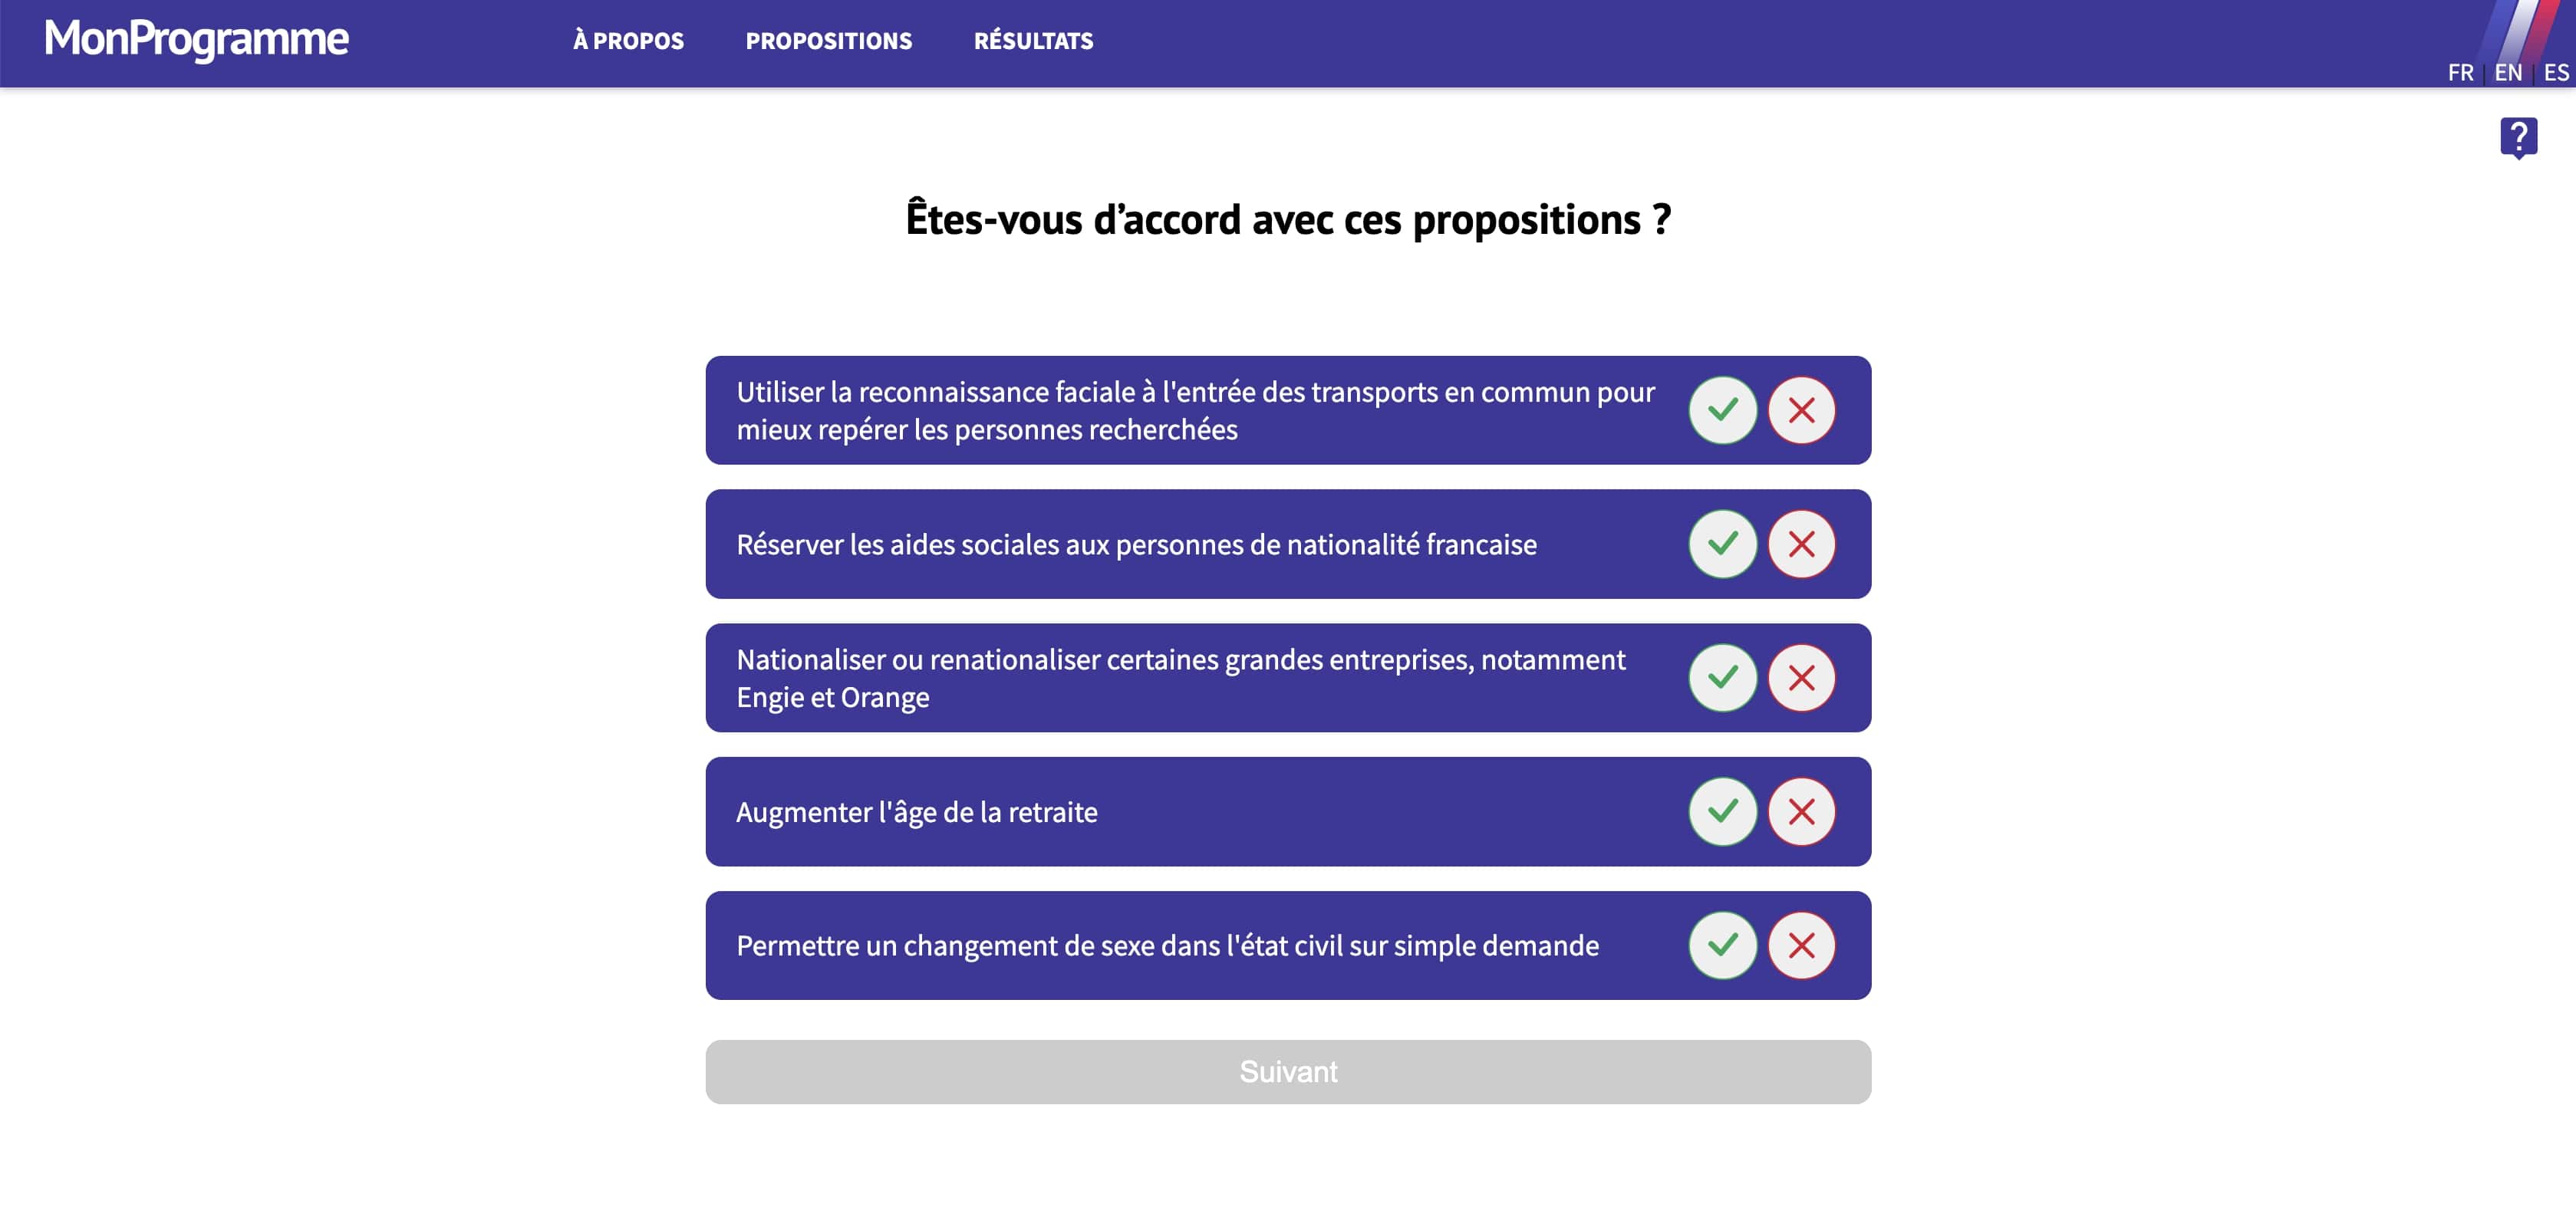 MonProgramme
À PROPOS
PROPOSITIONS
RÉSULTATS
FR | EN | ES
?
Êtes-vous d’accord avec ces propositions ?
Utiliser la reconnaissance faciale à l'entrée des transports en commun pour
mieux repérer les personnes recherchées
Réserver les aides sociales aux personnes de nationalité francaise
Nationaliser ou renationaliser certaines grandes entreprises, notamment
Engie et Orange
Augmenter l'âge de la retraite
Permettre un changement de sexe dans l'état civil sur simple demande
Suivant